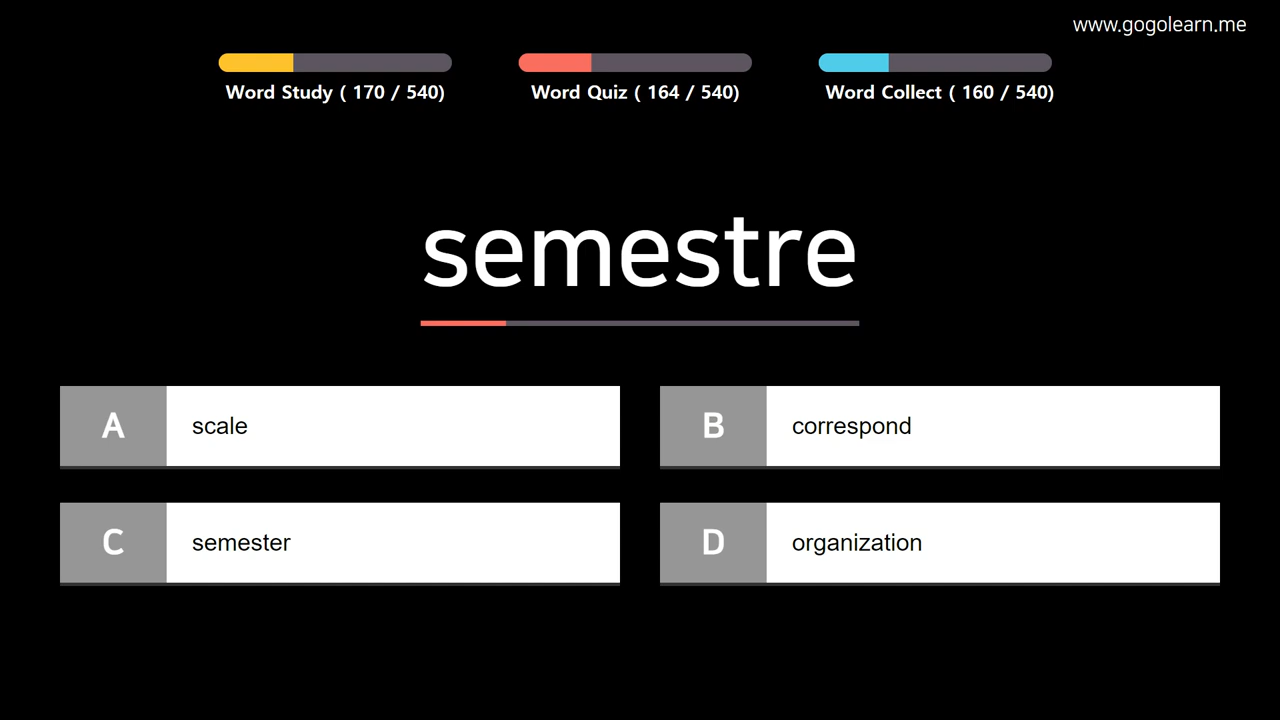 www.gogolearn.me
Word Study ( 170 / 540)
Word Quiz ( 164 / 540)
Word Collect ( 160 / 540)
semestre
A scale
B correspond
C semester
D organization